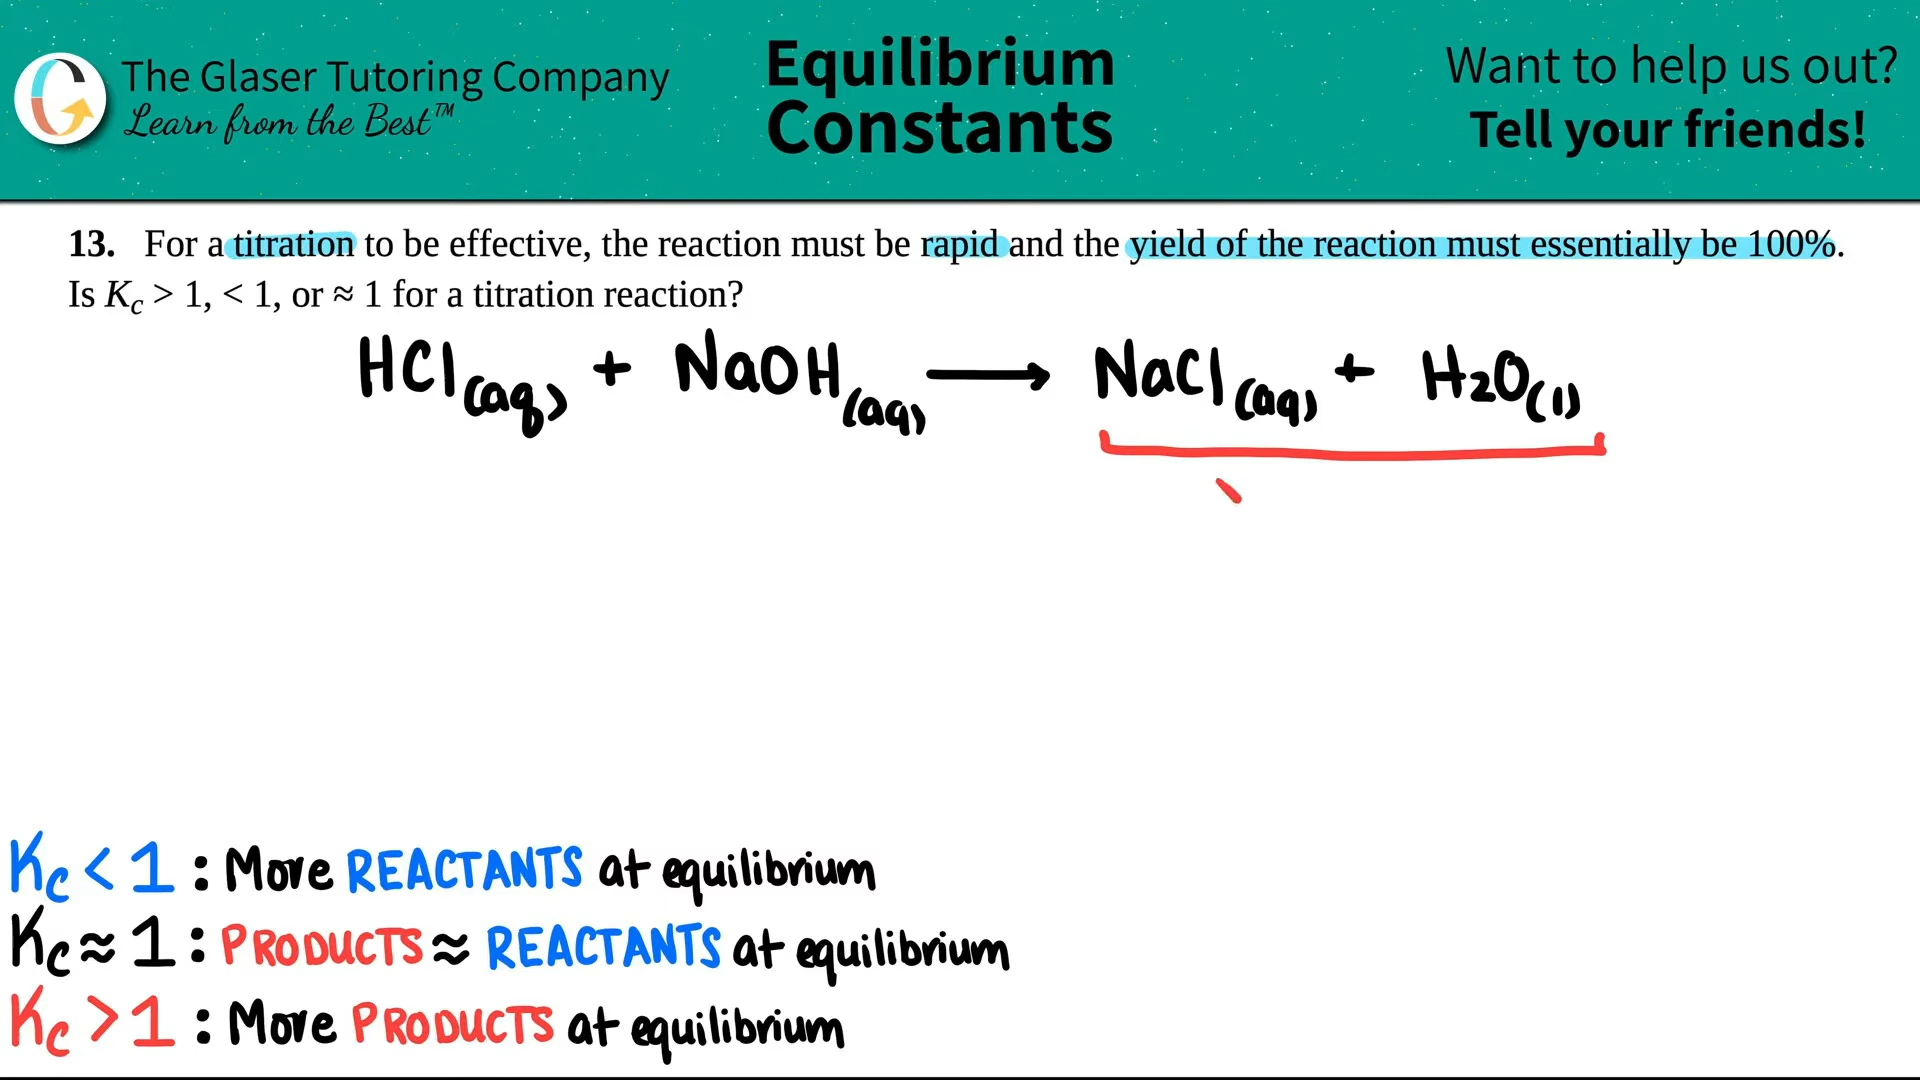 The Glaser Tutoring Company
Learn from the Best™
Equilibrium
Constants
Want to help us out?
Tell your friends!
13. For a titration to be effective, the reaction must be rapid and the yield of the reaction must essentially be 100%.
Is Kc > 1, < 1, or ≈ 1 for a titration reaction?
HCl(aq) + NaOH(aq) ⟶ NaCl(aq) + H₂O(l)
Kc < 1 : More REACTANTS at equilibrium
Kc ≈ 1 : PRODUCTS ≈ REACTANTS at equilibrium
Kc > 1 : More PRODUCTS at equilibrium